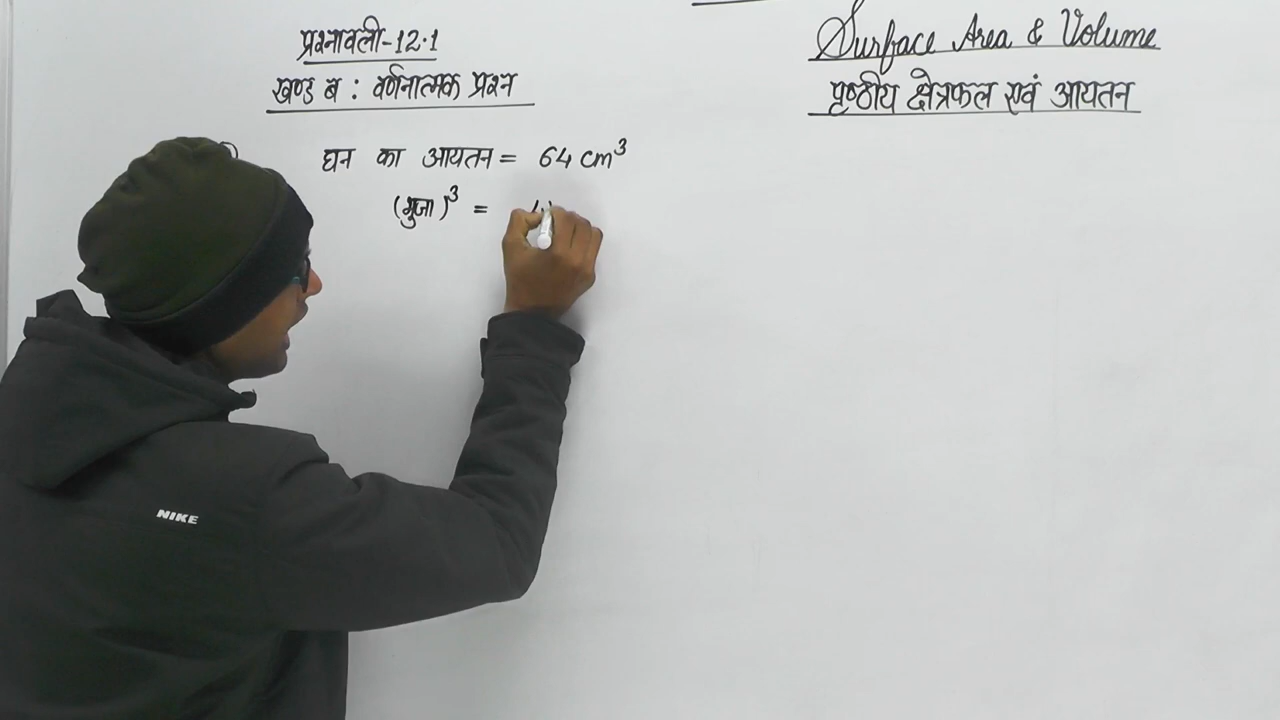 प्रश्नावली-12.1
खण्ड ब : वर्णनात्मक प्रश्न
Surface Area & Volume
पृष्ठीय क्षेत्रफल एवं आयतन
घन का आयतन = 64 cm³
(भुजा)³ =
NIKE